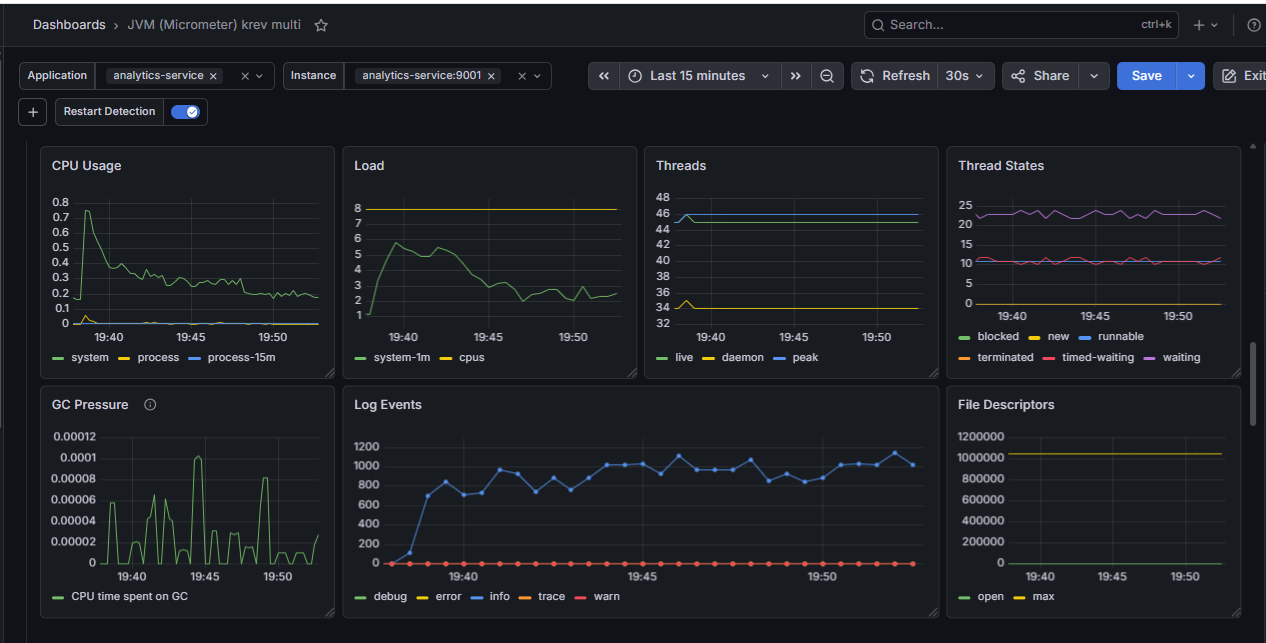 Dashboards › JVM (Micrometer) krev multi
Search... ctrl+k
Application analytics-service × Instance analytics-service:9001 × Last 15 minutes Refresh 30s Share Save Exit
Restart Detection
CPU Usage
0.8
0.7
0.6
0.5
0.4
0.3
0.2
0.1
0
19:40 19:45 19:50
system process process-15m
Load
8
7
6
5
4
3
2
1
19:40 19:45 19:50
system-1m cpus
Threads
48
46
44
42
40
38
36
34
32
19:40 19:45 19:50
live daemon peak
Thread States
25
20
15
10
5
0
19:40 19:45 19:50
blocked new runnable
terminated timed-waiting waiting
GC Pressure
0.00012
0.0001
0.00008
0.00006
0.00004
0.00002
0
19:40 19:45 19:50
CPU time spent on GC
Log Events
1200
1000
800
600
400
200
0
19:40 19:45 19:50
debug error info trace warn
File Descriptors
1200000
1000000
800000
600000
400000
200000
0
19:40 19:45 19:50
open max